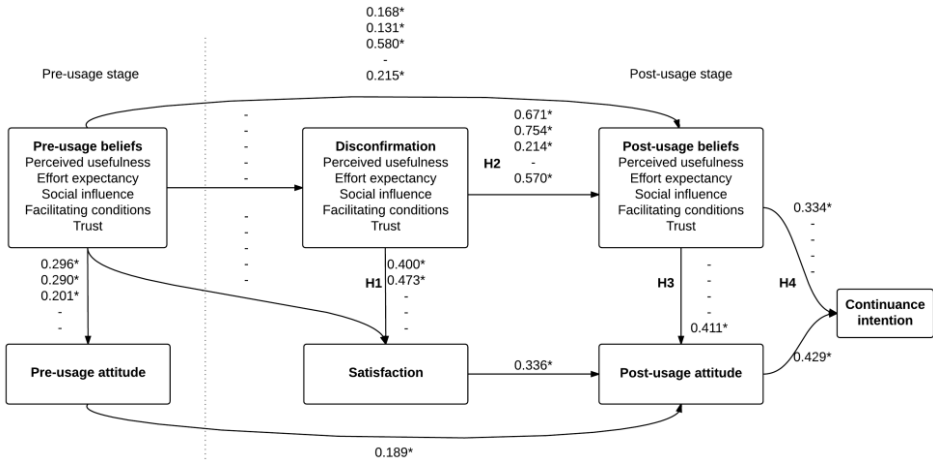 0.168*
0.131*
0.580*
-
0.215*
Pre-usage stage
Post-usage stage
Pre-usage beliefs
Perceived usefulness
Effort expectancy
Social influence
Facilitating conditions
Trust
-
-
-
-
-
Disconfirmation
Perceived usefulness
Effort expectancy
Social influence
Facilitating conditions
Trust
H2
0.671*
0.754*
0.214*
-
0.570*
Post-usage beliefs
Perceived usefulness
Effort expectancy
Social influence
Facilitating conditions
Trust
0.296*
0.290*
0.201*
-
-
-
-
-
-
-
H1
0.400*
0.473*
-
-
-
H3
-
-
-
-
0.411*
0.334*
-
-
-
-
H4
Continuance
intention
Pre-usage attitude
Satisfaction
0.336*
Post-usage attitude
0.429*
0.189*